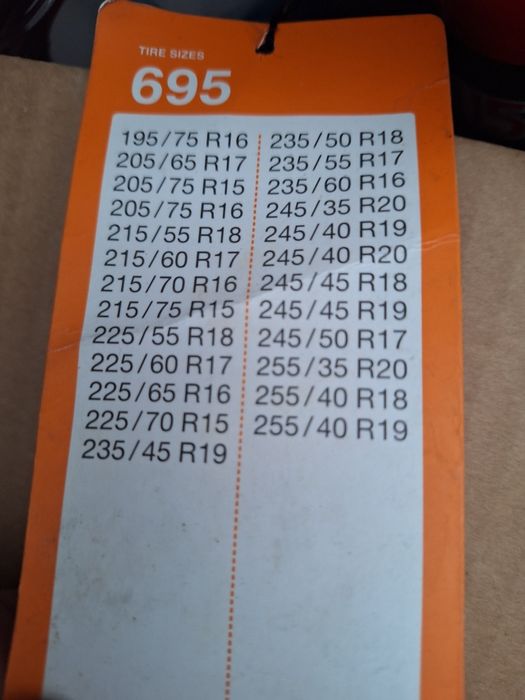 TIRE SIZES
695
195/75 R16
205/65 R17
205/75 R15
205/75 R16
215/55 R18
215/60 R17
215/70 R16
215/75 R15
225/55 R18
225/60 R17
225/65 R16
225/70 R15
235/45 R19
235/50 R18
235/55 R17
235/60 R16
245/35 R20
245/40 R19
245/40 R20
245/45 R18
245/45 R19
245/50 R17
255/35 R20
255/40 R18
255/40 R19